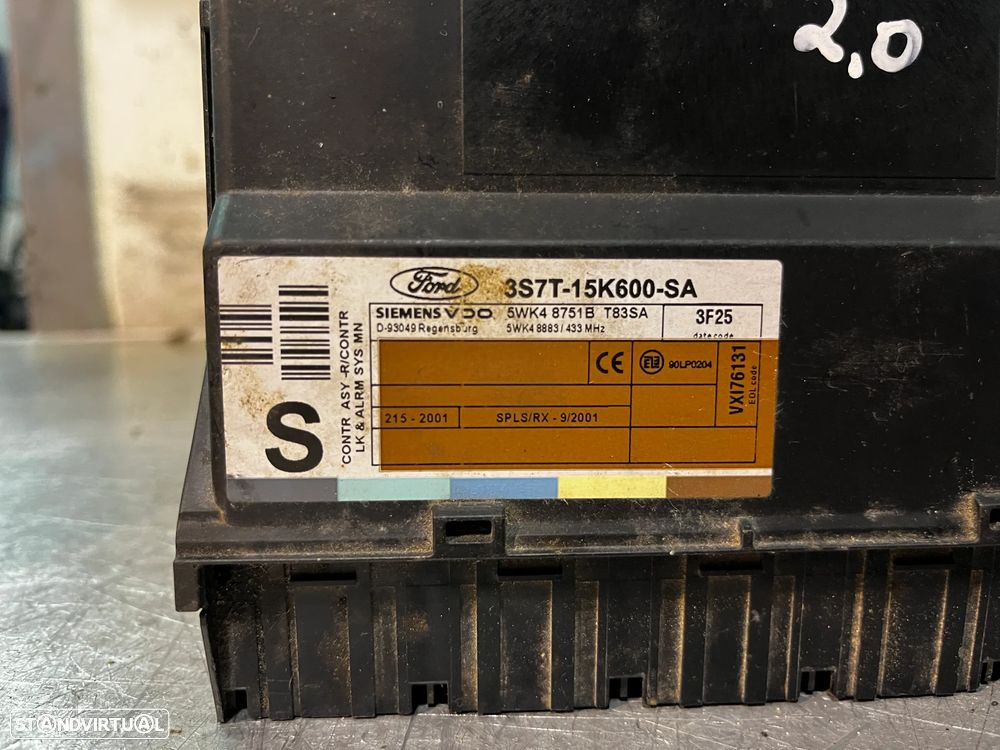 2,0
Ford 3S7T-15K600-SA
SIEMENS VDO 5WK4 8751B T83SA 3F25
D-93049 Regensburg 5WK4 8883 / 433 MHz date code
CE 90LP0204
VXI76131
EOL code
215 - 2001 SPLS/RX - 9/2001
CONTR ASY -R/CONTR
LK & ALRM SYS MN
S
STANDVIRTUAL